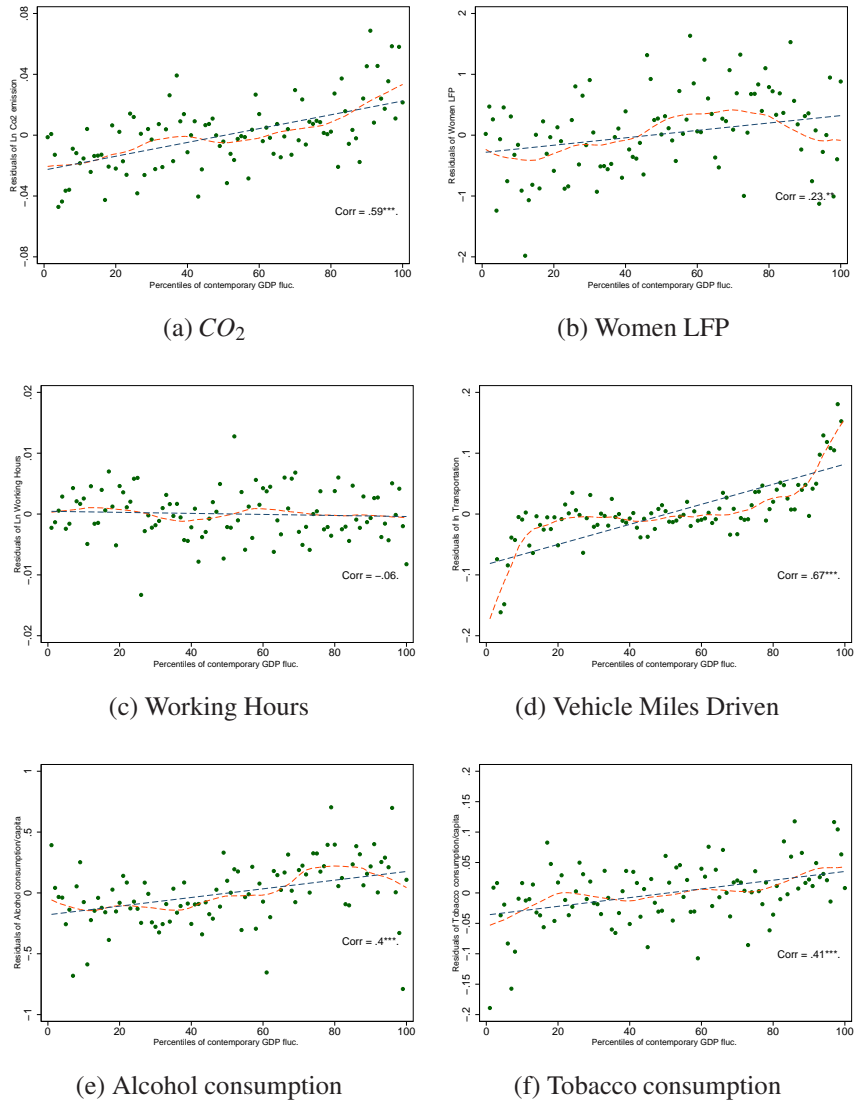 Residuals of Ln Co2 emission
-.08 -.04 0 .04 .08
0 20 40 60 80 100
Percentiles of contemporary GDP fluc.
Corr = .59***.
(a) CO2
Residuals of Women LFP
-2 -1 0 1 2
0 20 40 60 80 100
Percentiles of contemporary GDP fluc.
Corr = .23.**
(b) Women LFP
Residuals of Ln Working Hours
-.02 -.01 0 .01 .02
0 20 40 60 80 100
Percentiles of contemporary GDP fluc.
Corr = -.06.
(c) Working Hours
Residuals of ln Transportation
-.2 -.1 0 .1 .2
0 20 40 60 80 100
Percentiles of contemporary GDP fluc.
Corr = .67***.
(d) Vehicle Miles Driven
Residuals of Alcohol consumption/capita
-1 -.5 0 .5 1
0 20 40 60 80 100
Percentiles of contemporary GDP fluc.
Corr = .4***.
(e) Alcohol consumption
Residuals of Tobacco consumption/capita
-.2 -.15 -.1 -.05 0 .05 .1 .15 .2
0 20 40 60 80 100
Percentiles of contemporary GDP fluc.
Corr = .41***.
(f) Tobacco consumption